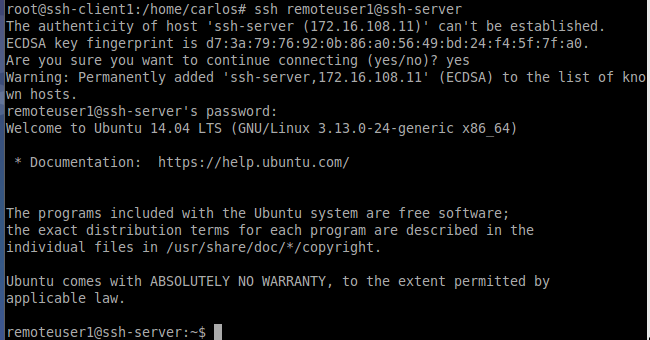 root@ssh-client1:/home/carlos# ssh remoteuser1@ssh-server
The authenticity of host 'ssh-server (172.16.108.11)' can't be established.
ECDSA key fingerprint is d7:3a:79:76:92:0b:86:a0:56:49:bd:24:f4:5f:7f:a0.
Are you sure you want to continue connecting (yes/no)? yes
Warning: Permanently added 'ssh-server,172.16.108.11' (ECDSA) to the list of kno
wn hosts.
remoteuser1@ssh-server's password:
Welcome to Ubuntu 14.04 LTS (GNU/Linux 3.13.0-24-generic x86_64)
* Documentation:  https://help.ubuntu.com/
The programs included with the Ubuntu system are free software;
the exact distribution terms for each program are described in the
individual files in /usr/share/doc/*/copyright.
Ubuntu comes with ABSOLUTELY NO WARRANTY, to the extent permitted by
applicable law.
remoteuser1@ssh-server:~$